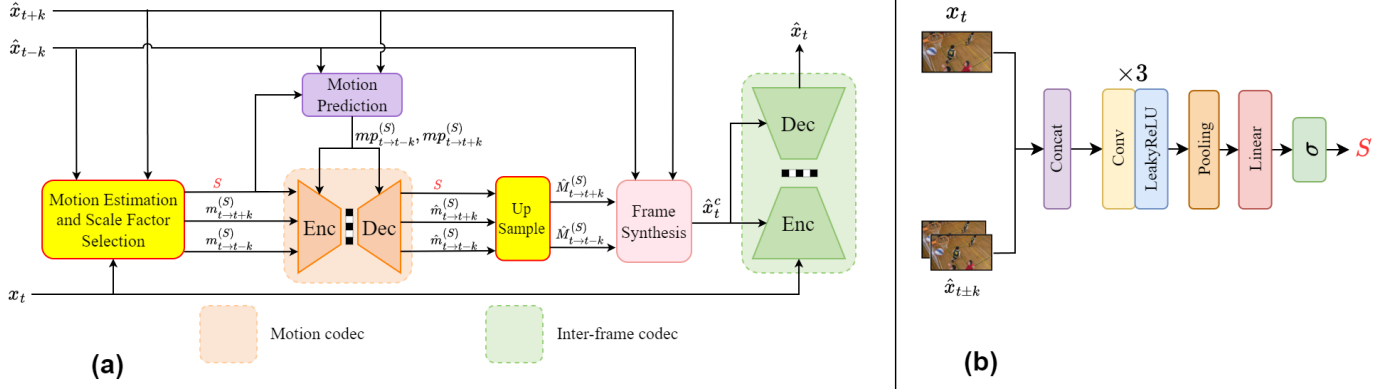 x̂_{t+k}
x̂_{t−k}
Motion
Prediction
mp^{(S)}_{t→t−k}, mp^{(S)}_{t→t+k}
Motion Estimation
and Scale Factor
Selection
S
m^{(S)}_{t→t+k}
m^{(S)}_{t→t−k}
Enc
Dec
S
m̂^{(S)}_{t→t+k}
m̂^{(S)}_{t→t−k}
Up
Sample
M̂^{(S)}_{t→t+k}
M̂^{(S)}_{t→t−k}
Frame
Synthesis
x̂^c_t
x̂_t
Dec
Enc
x_t
Motion codec
Inter-frame codec
(a)
x_t
x̂_{t±k}
Concat
×3
Conv
LeakyReLU
Pooling
Linear
σ
S
(b)